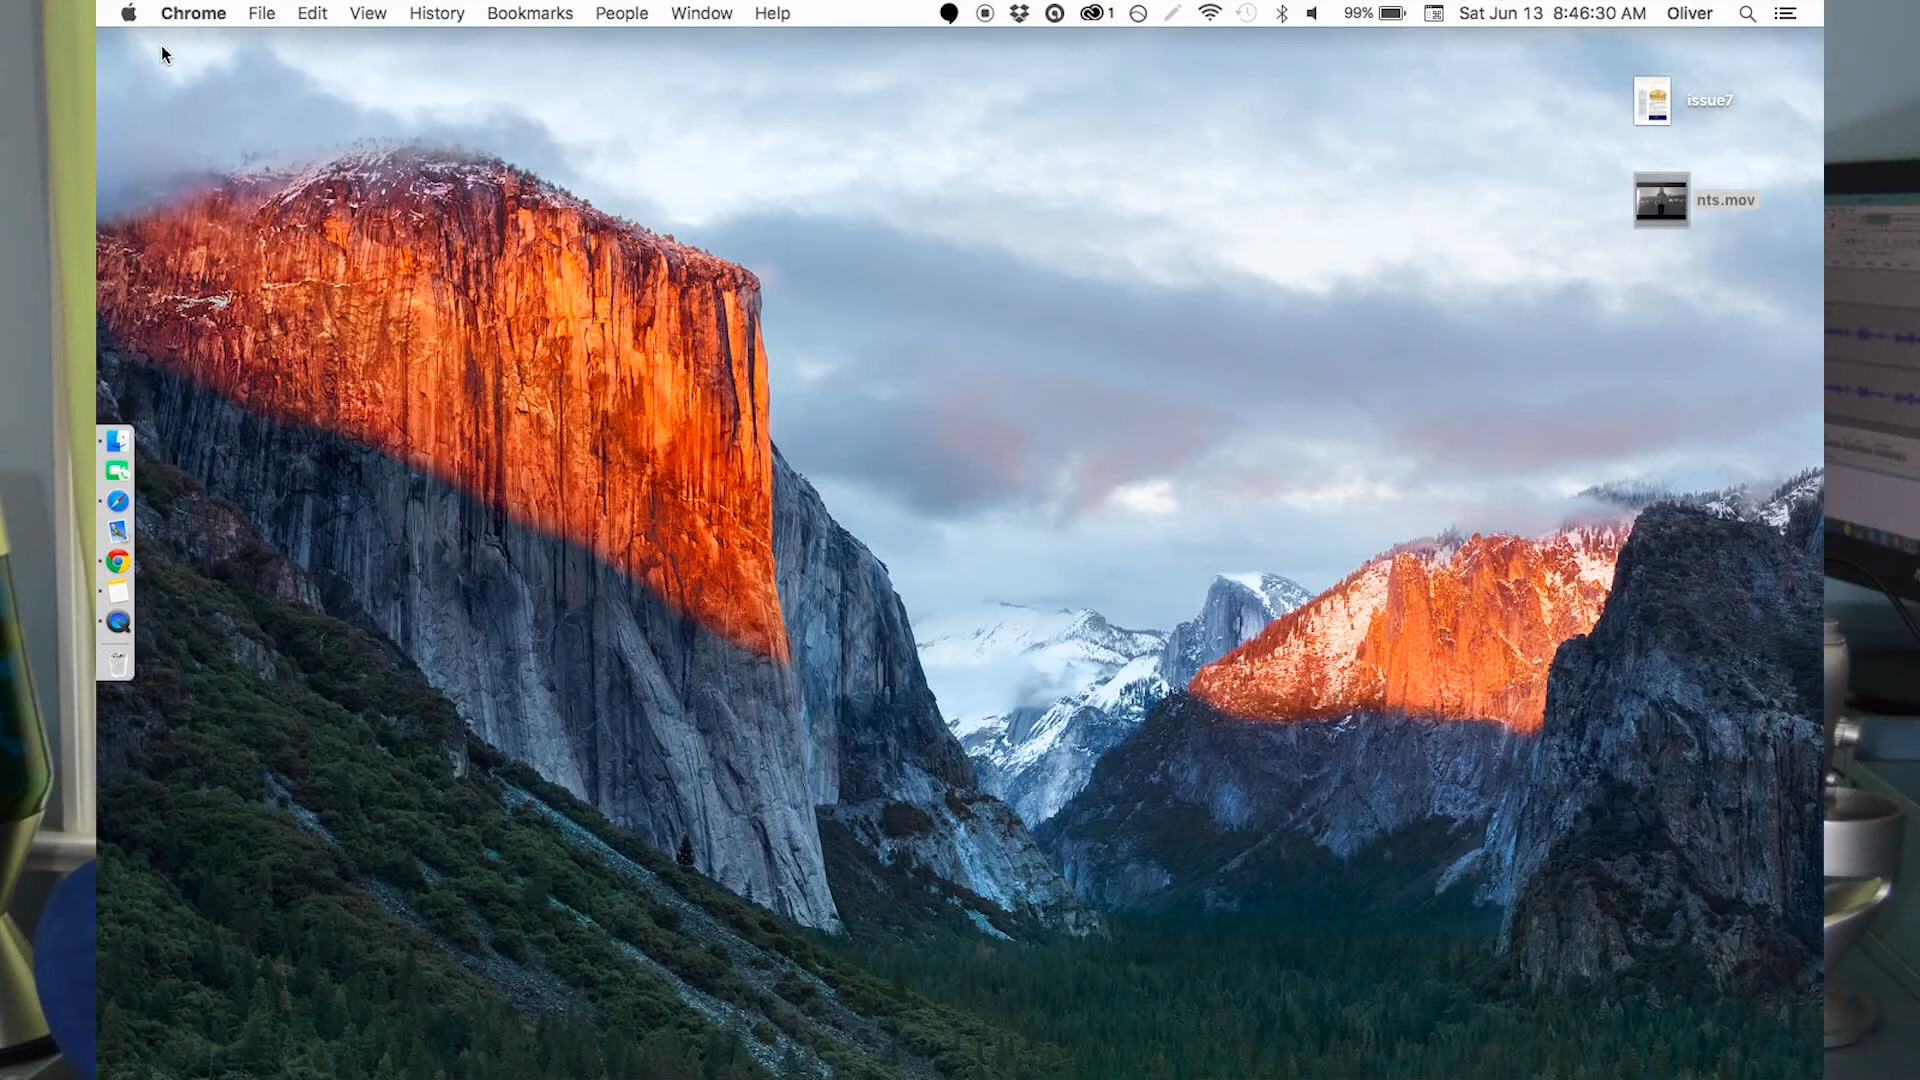 Chrome File Edit View History Bookmarks People Window Help 1 99% Sat Jun 13 8:46:30 AM Oliver
issue7
nts.mov